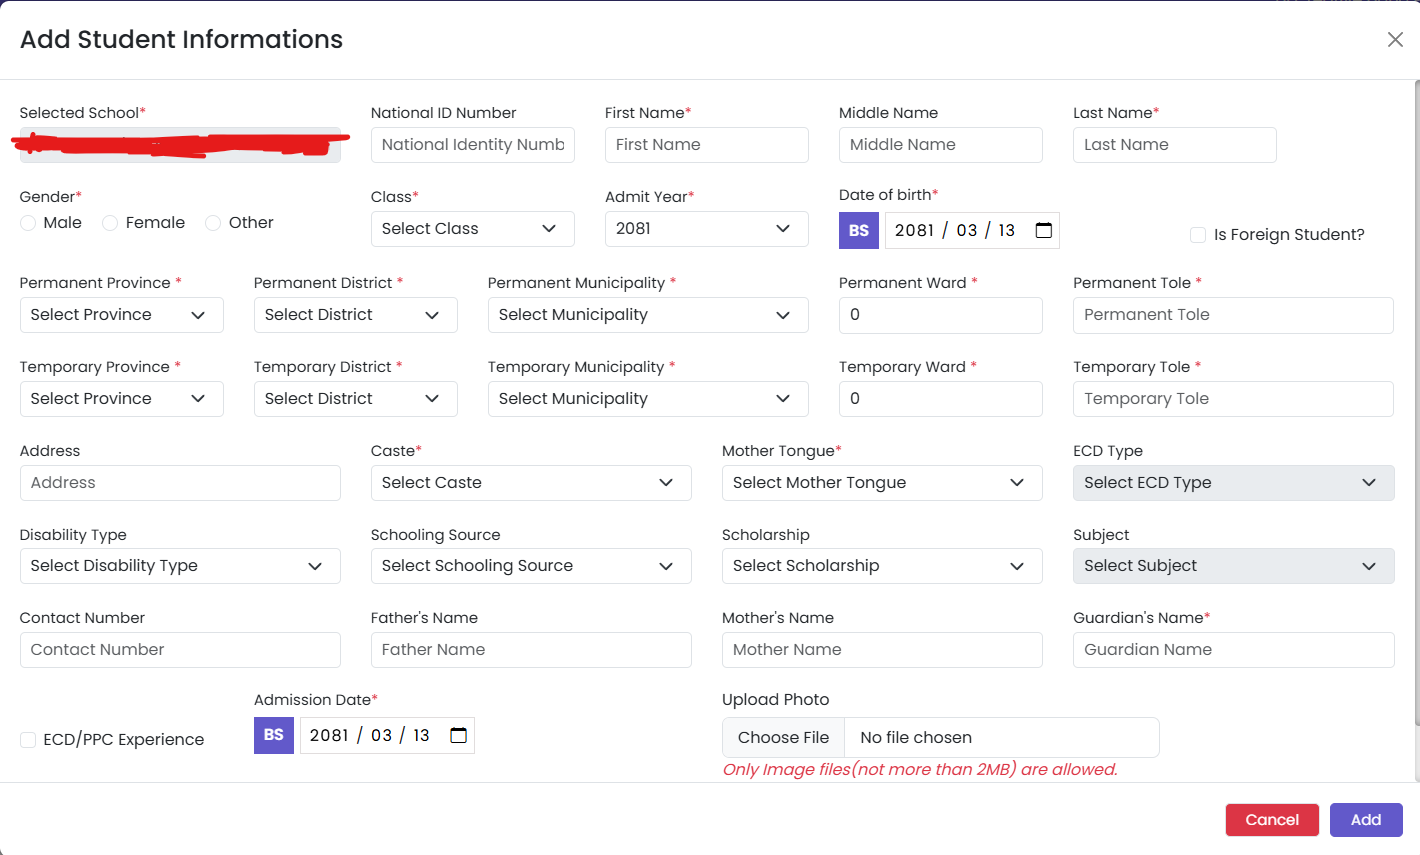 Add Student Informations
Selected School* National ID Number First Name* Middle Name Last Name*
National Identity Numb First Name Middle Name Last Name
Gender* Class* Admit Year* Date of birth*
Male Female Other Select Class 2081 BS 2081 / 03 / 13 Is Foreign Student?
Permanent Province * Permanent District * Permanent Municipality * Permanent Ward * Permanent Tole *
Select Province Select District Select Municipality 0 Permanent Tole
Temporary Province * Temporary District * Temporary Municipality * Temporary Ward * Temporary Tole *
Select Province Select District Select Municipality 0 Temporary Tole
Address Caste* Mother Tongue* ECD Type
Address Select Caste Select Mother Tongue Select ECD Type
Disability Type Schooling Source Scholarship Subject
Select Disability Type Select Schooling Source Select Scholarship Select Subject
Contact Number Father's Name Mother's Name Guardian's Name*
Contact Number Father Name Mother Name Guardian Name
Admission Date* Upload Photo
ECD/PPC Experience BS 2081 / 03 / 13 Choose File No file chosen
Only Image files(not more than 2MB) are allowed.
Cancel Add